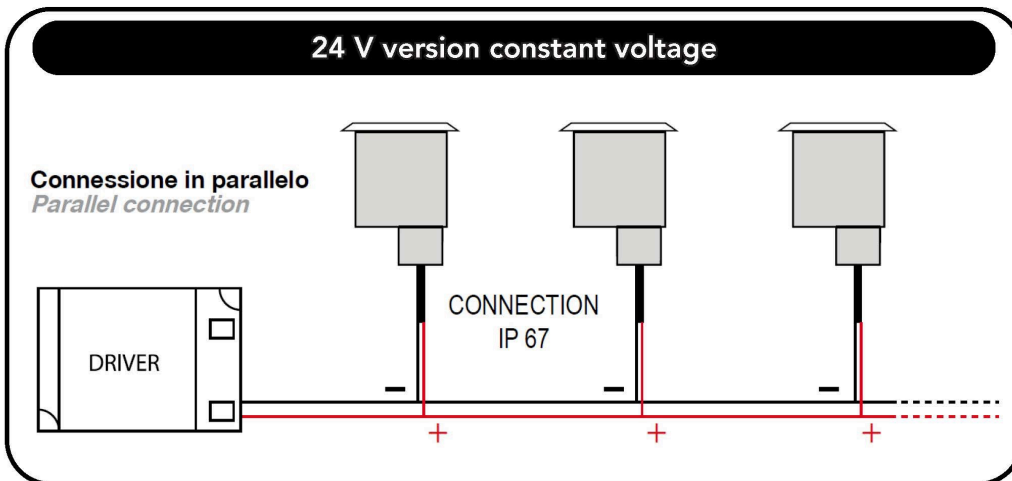 24 V version constant voltage
Connessione in parallelo
Parallel connection
CONNECTION
IP 67
DRIVER
- - -
+ + +